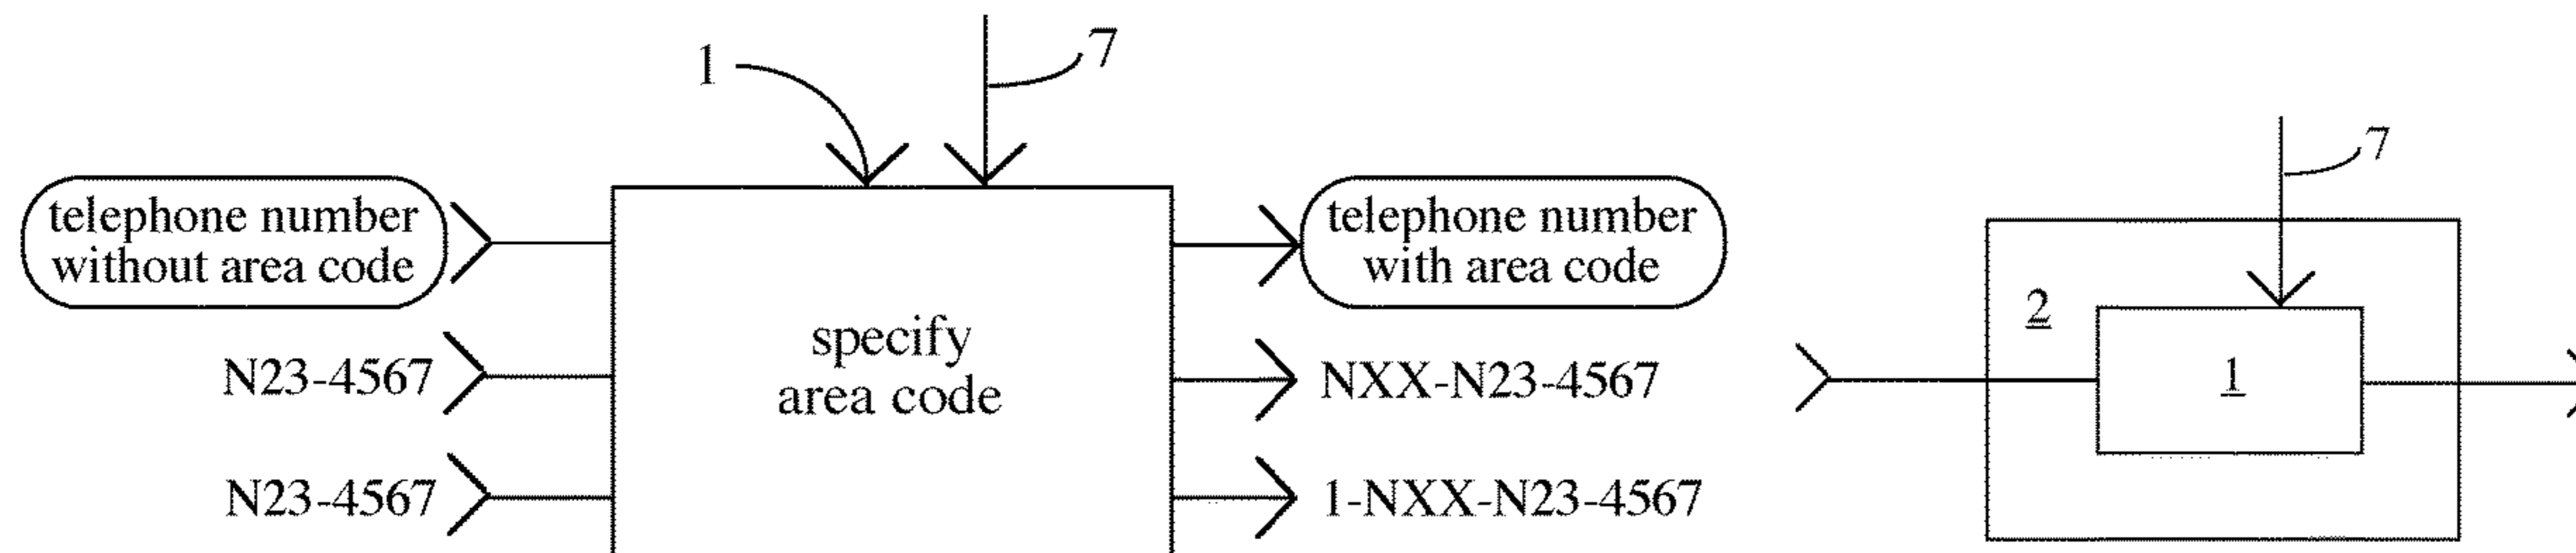 1
7
telephone number
without area code
N23-4567
N23-4567
specify
area code
telephone number
with area code
NXX-N23-4567
1-NXX-N23-4567
7
2
1